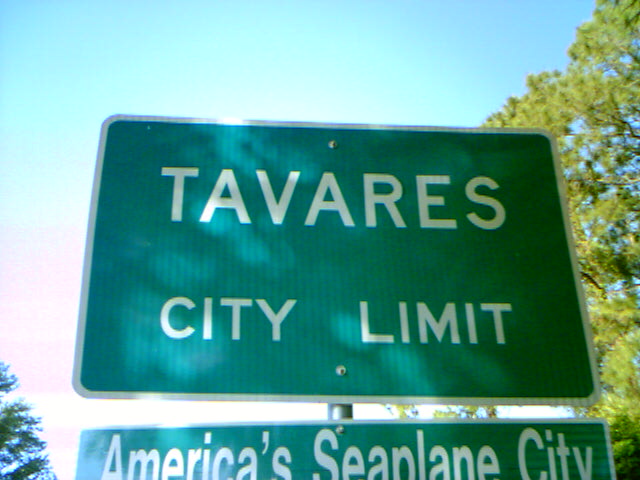 TAVARES
CITY LIMIT
America's Seaplane City